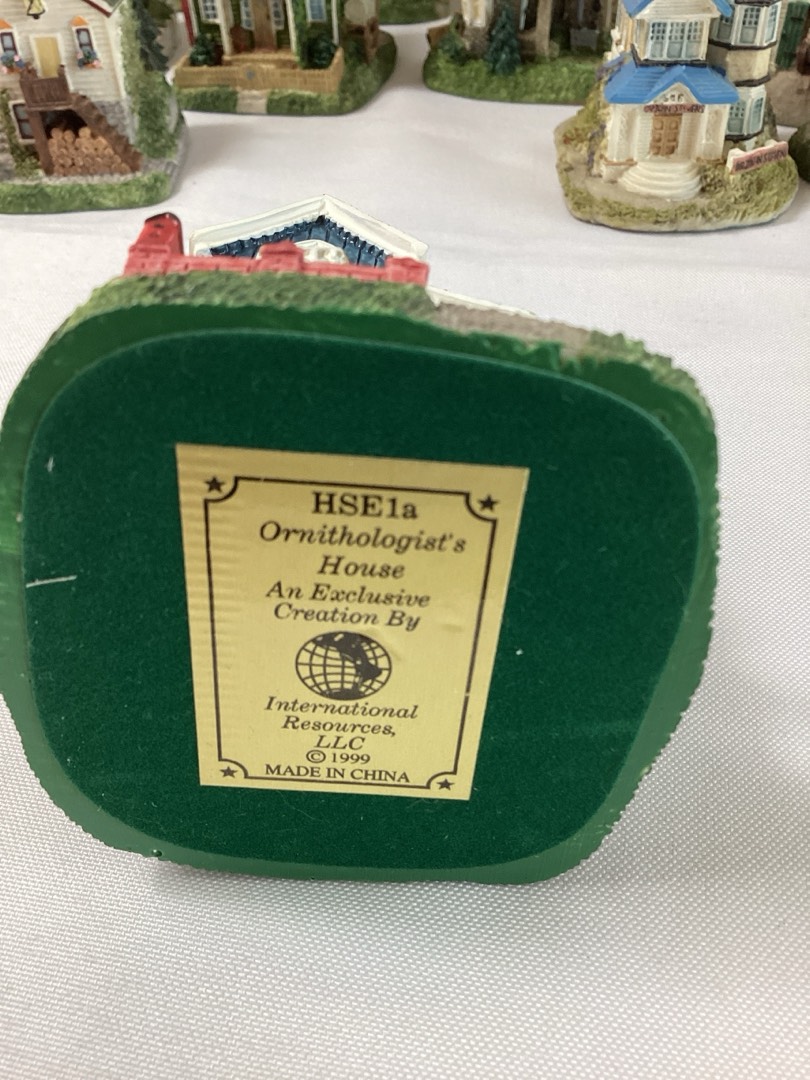 HSE1a
Ornithologist's
House
An Exclusive
Creation By
International
Resources,
LLC
© 1999
MADE IN CHINA